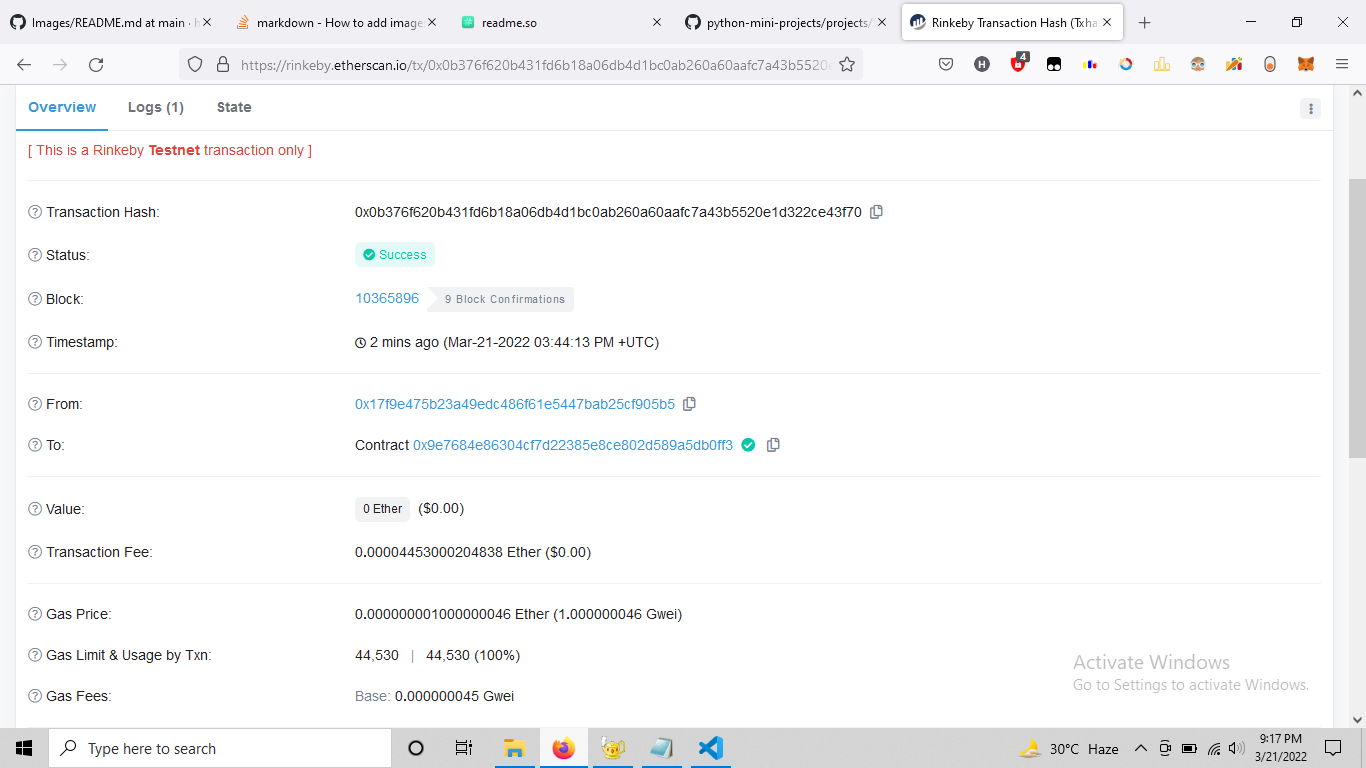 Images/README.md at main · h
markdown - How to add image
readme.so
python-mini-projects/projects/
Rinkeby Transaction Hash (Txha
https://rinkeby.etherscan.io/tx/0x0b376f620b431fd6b18a06db4d1bc0ab260a60aafc7a43b5520e
H
4
Overview
Logs (1)
State
[ This is a Rinkeby Testnet transaction only ]
Transaction Hash:
0x0b376f620b431fd6b18a06db4d1bc0ab260a60aafc7a43b5520e1d322ce43f70
Status:
Success
Block:
10365896
9 Block Confirmations
Timestamp:
2 mins ago (Mar-21-2022 03:44:13 PM +UTC)
From:
0x17f9e475b23a49edc486f61e5447bab25cf905b5
To:
Contract 0x9e7684e86304cf7d22385e8ce802d589a5db0ff3
Value:
0 Ether
($0.00)
Transaction Fee:
0.00004453000204838 Ether ($0.00)
Gas Price:
0.000000001000000046 Ether (1.000000046 Gwei)
Gas Limit & Usage by Txn:
44,530 | 44,530 (100%)
Gas Fees:
Base: 0.000000045 Gwei
Activate Windows
Go to Settings to activate Windows.
Type here to search
30°C Haze
9:17 PM
3/21/2022